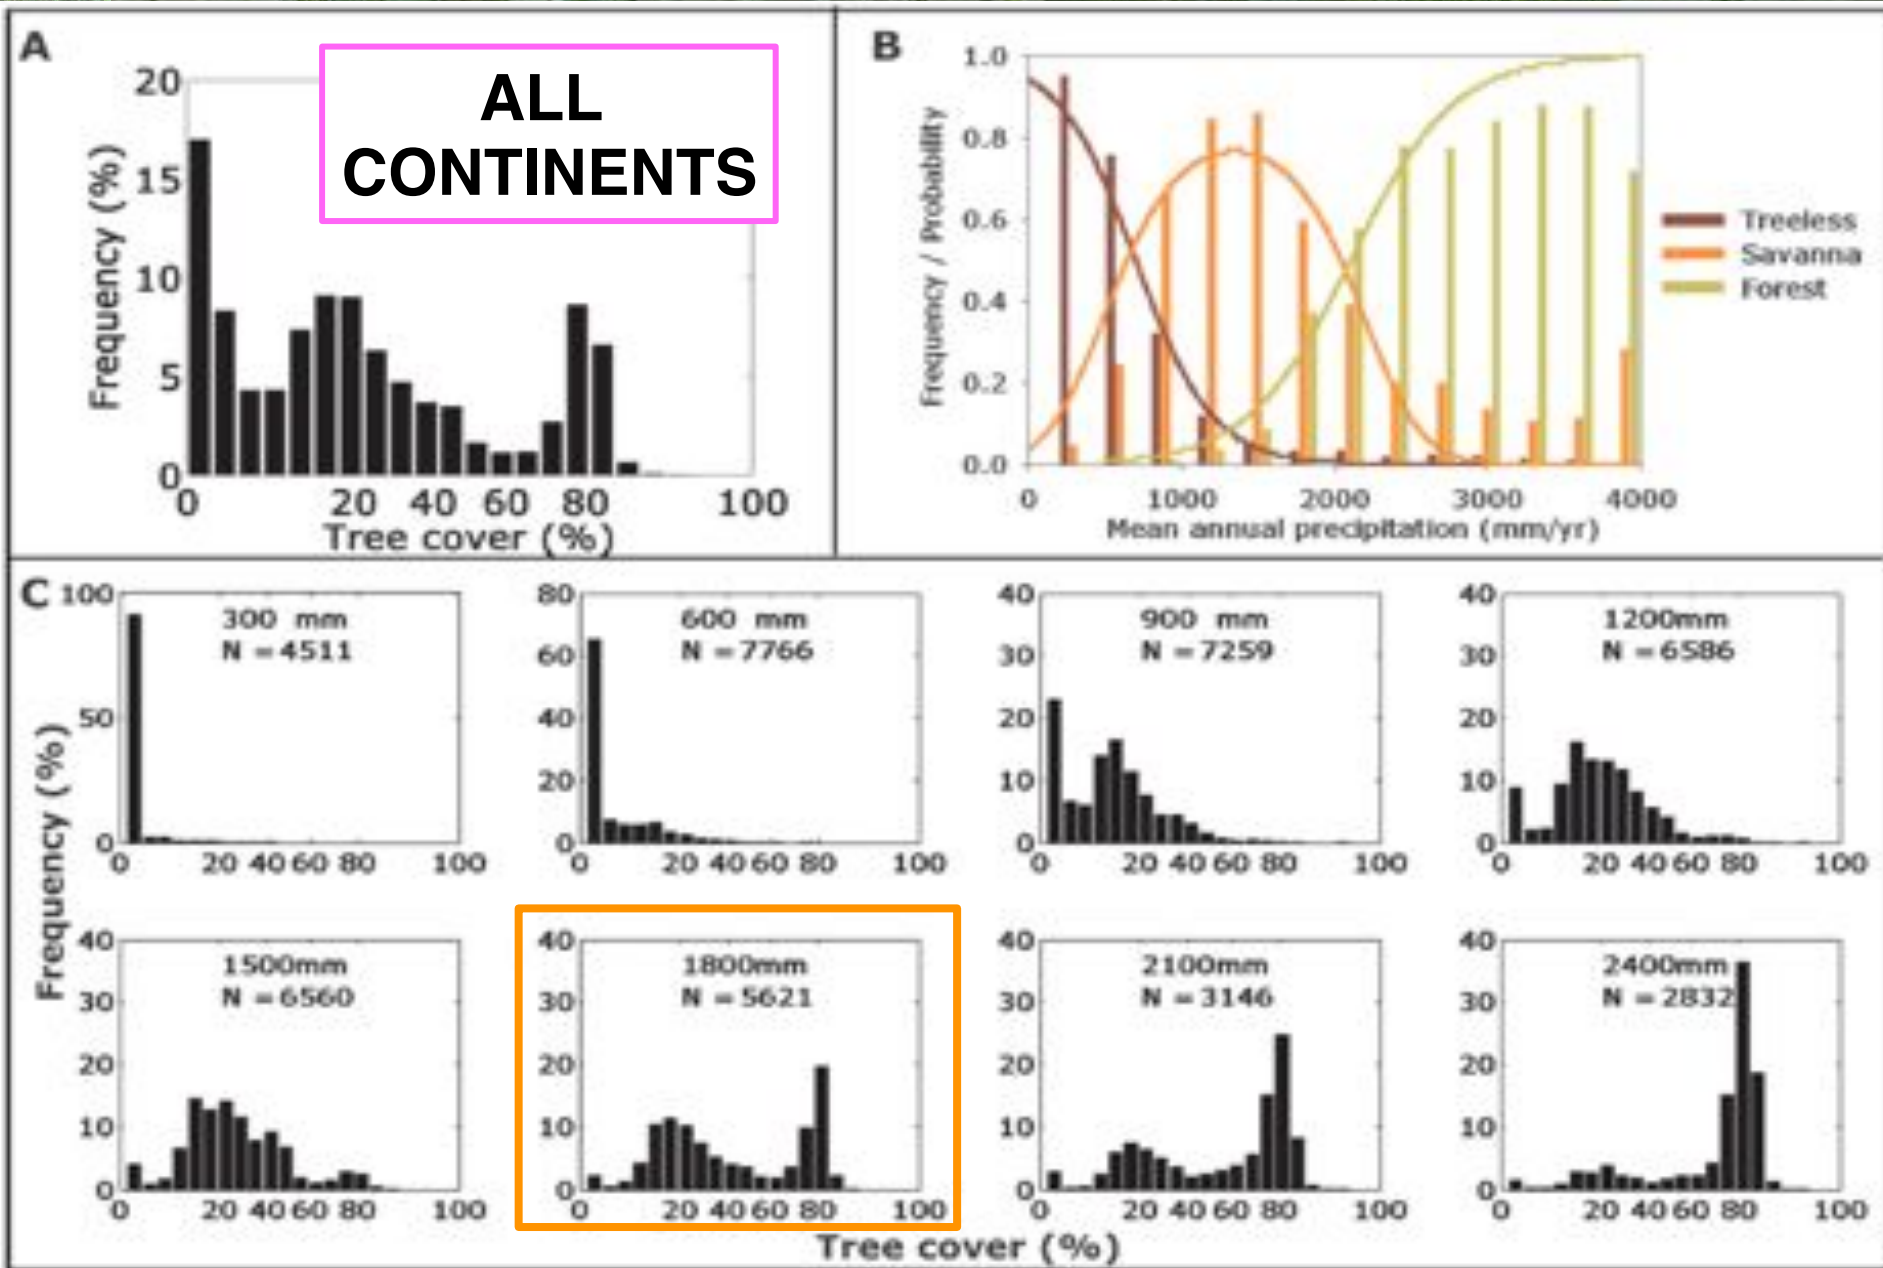 A
ALL
CONTINENTS
20
15
10
5
0
Frequency (%)
0 20 40 60 80 100
Tree cover (%)
B
1.0
0.8
0.6
0.4
0.2
0.0
Frequency / Probability
0 1000 2000 3000 4000
Mean annual precipitation (mm/yr)
Treeless
Savanna
Forest
C
Frequency (%)
100
50
0
300 mm
N = 4511
0 20 40 60 80 100
80
60
40
20
0
600 mm
N = 7766
0 20 40 60 80 100
40
30
20
10
0
900 mm
N = 7259
0 20 40 60 80 100
40
30
20
10
0
1200mm
N = 6586
0 20 40 60 80 100
40
30
20
10
0
1500mm
N = 6560
0 20 40 60 80 100
40
30
20
10
0
1800mm
N = 5621
0 20 40 60 80 100
40
30
20
10
0
2100mm
N = 3146
0 20 40 60 80 100
40
30
20
10
0
2400mm
N = 2832
0 20 40 60 80 100
Tree cover (%)